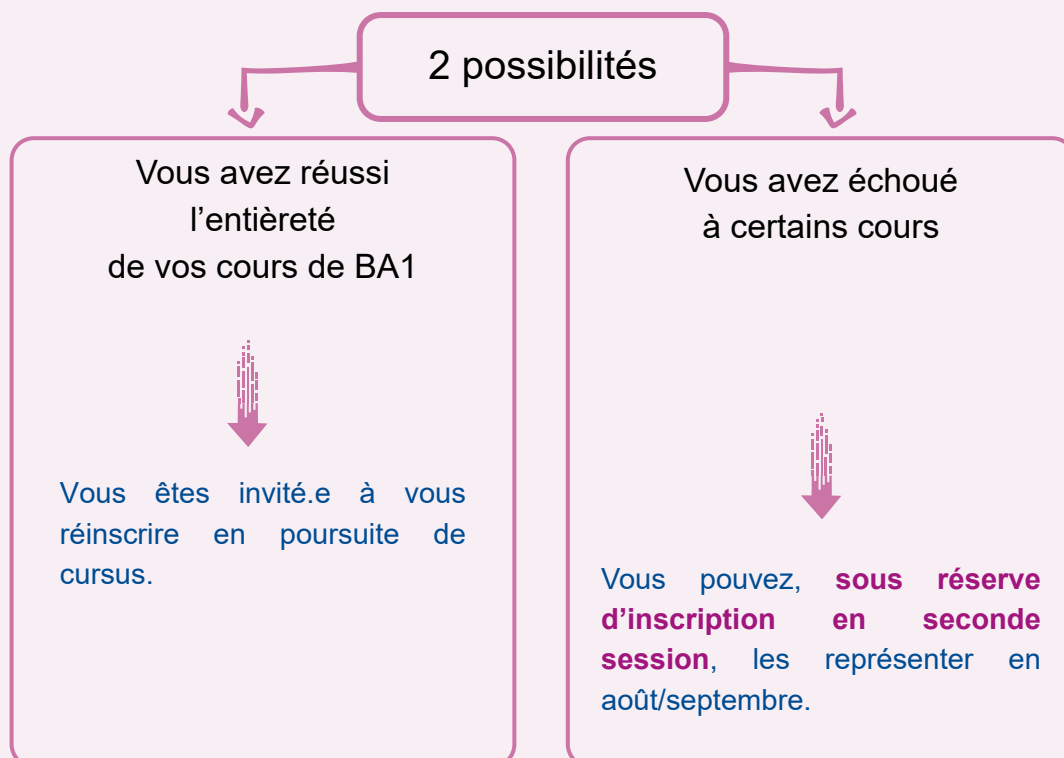 2 possibilités
Vous avez réussi
l’entièreté
de vos cours de BA1
Vous êtes invité.e à vous
réinscrire en poursuite de
cursus.
Vous avez échoué
à certains cours
Vous pouvez, sous réserve
d’inscription en seconde
session, les représenter en
août/septembre.